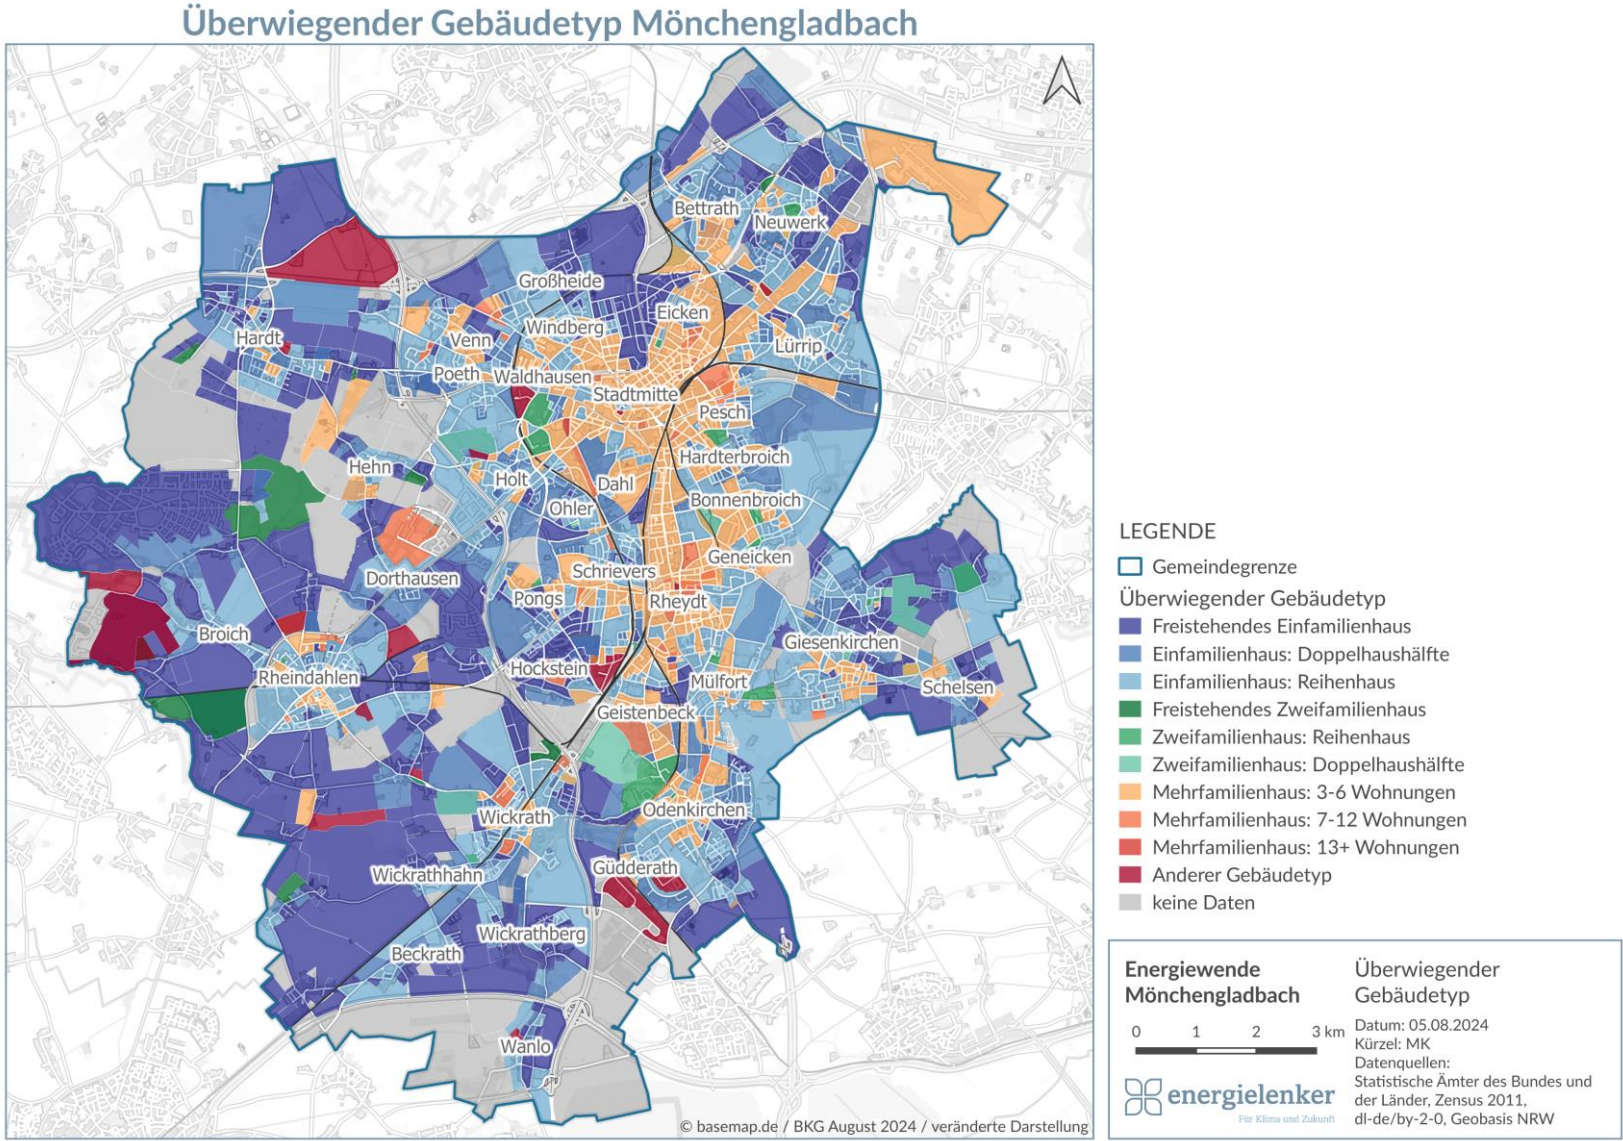 Überwiegender Gebäudetyp Mönchengladbach
Bettrath
Neuwerk
Großheide
Eicken
Windberg
Venn
Hardt
Lürrip
Poeth
Waldhausen
Stadtmitte
Pesch
Hardterbroich
Hehn
Holt
Dahl
Bonnenbroich
Ohler
Geneicken
Schrievers
Dorthausen
Pongs
Rheydt
Broich
Giesenkirchen
Hockstein
Rheindahlen
Mülfort
Schelsen
Geistenbeck
Wickrath
Odenkirchen
Güdderath
Wickrathhahn
Wickrathberg
Beckrath
Wanlo
© basemap.de / BKG August 2024 / veränderte Darstellung
LEGENDE
Gemeindegrenze
Überwiegender Gebäudetyp
Freistehendes Einfamilienhaus
Einfamilienhaus: Doppelhaushälfte
Einfamilienhaus: Reihenhaus
Freistehendes Zweifamilienhaus
Zweifamilienhaus: Reihenhaus
Zweifamilienhaus: Doppelhaushälfte
Mehrfamilienhaus: 3-6 Wohnungen
Mehrfamilienhaus: 7-12 Wohnungen
Mehrfamilienhaus: 13+ Wohnungen
Anderer Gebäudetyp
keine Daten
Energiewende
Mönchengladbach
0 1 2 3 km
energielenker
Für Klima und Zukunft
Überwiegender
Gebäudetyp
Datum: 05.08.2024
Kürzel: MK
Datenquellen:
Statistische Ämter des Bundes und
der Länder, Zensus 2011,
dl-de/by-2-0, Geobasis NRW